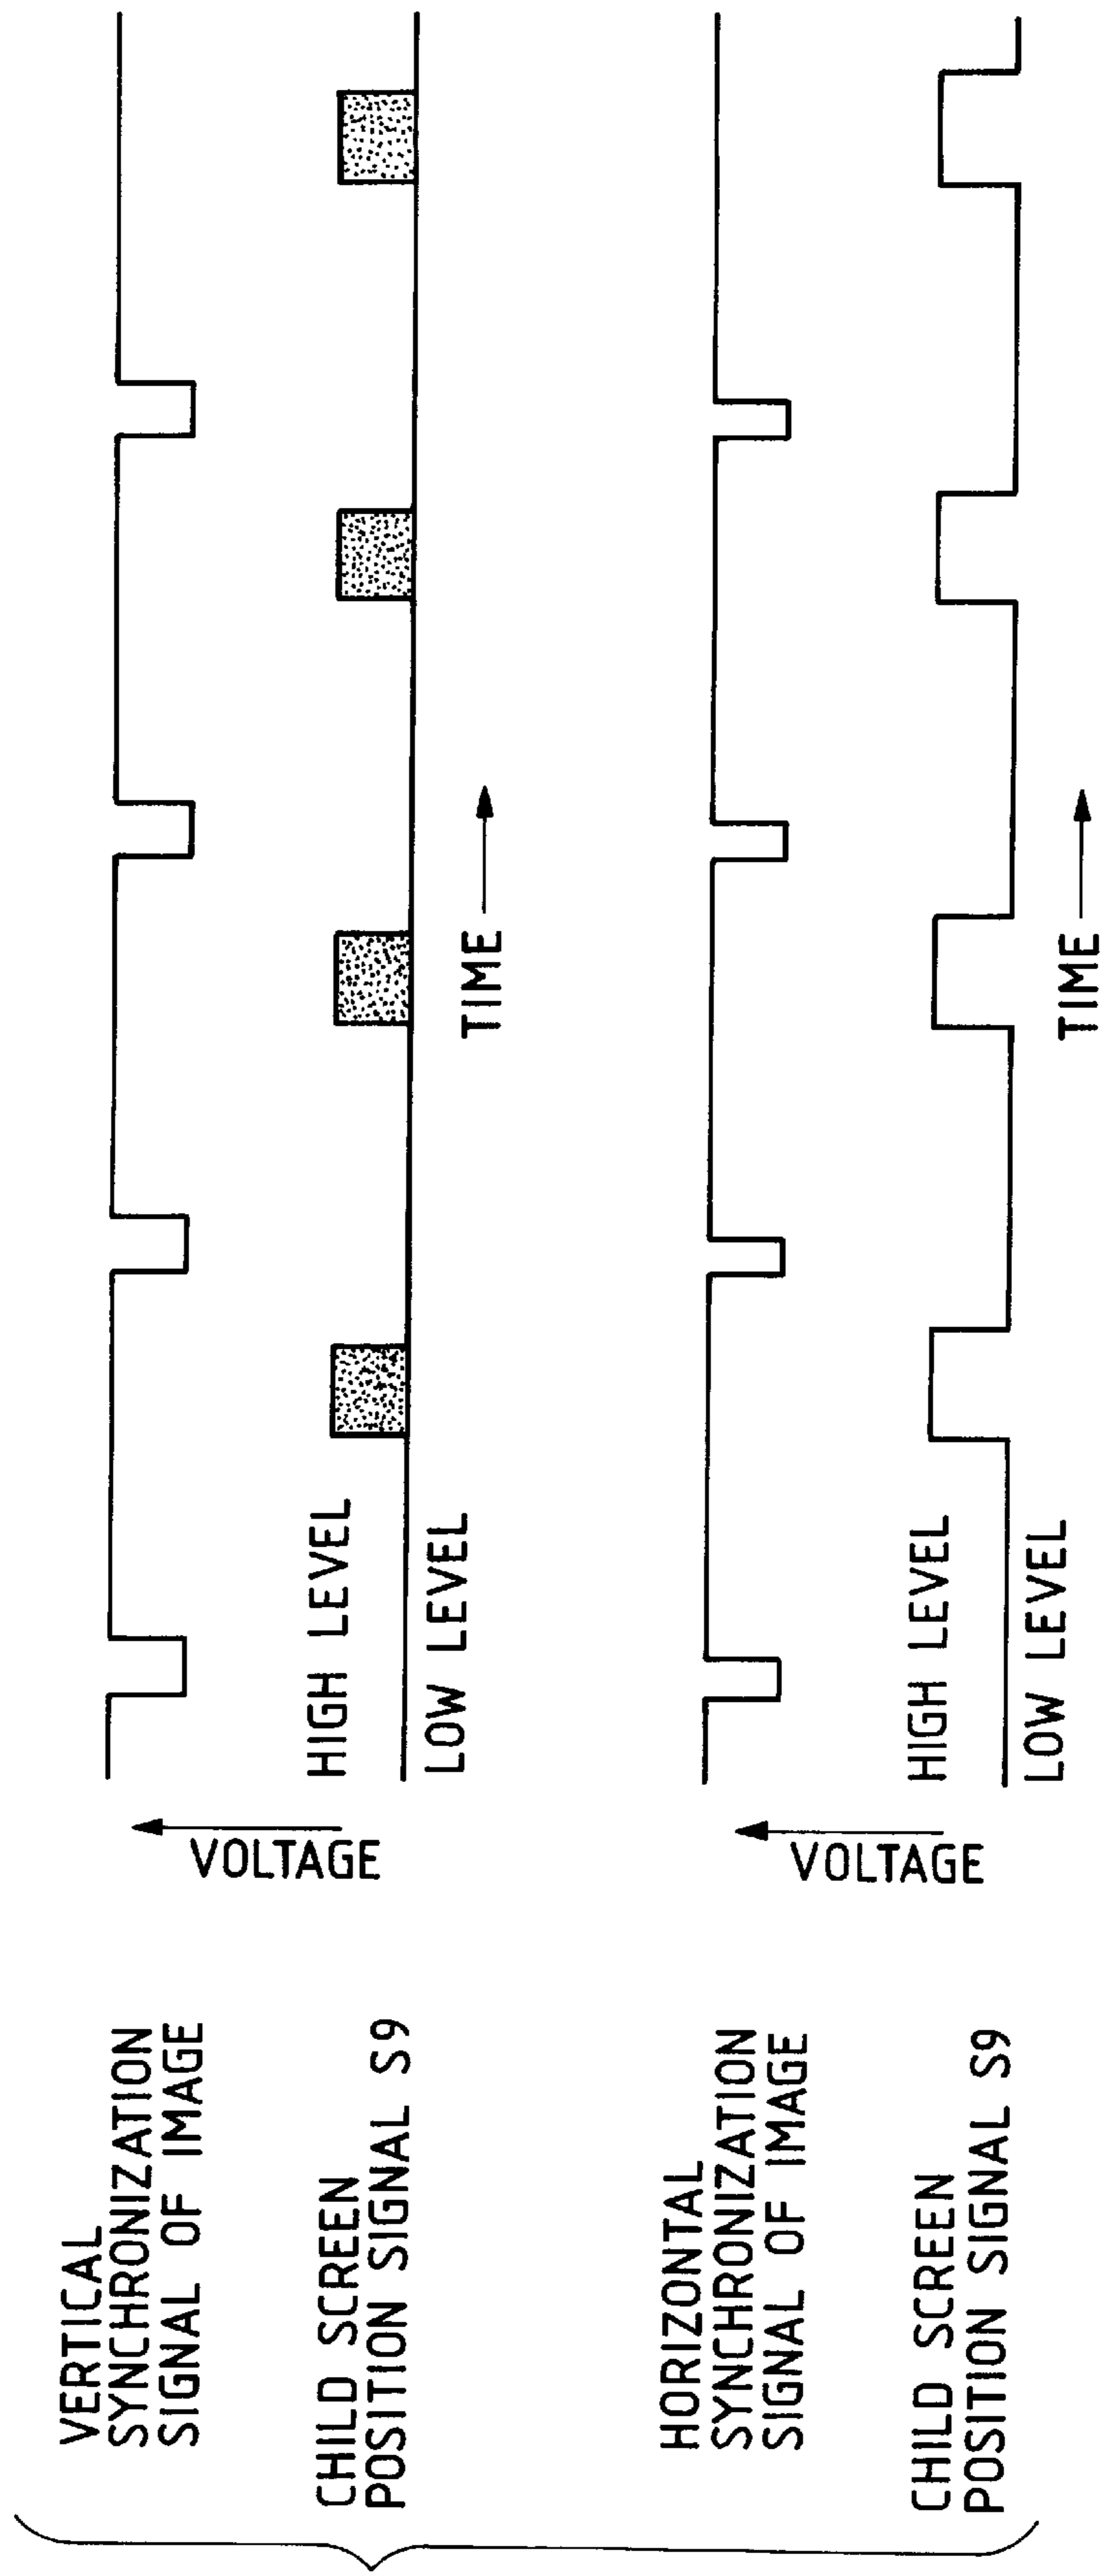 VERTICAL
SYNCHRONIZATION
SIGNAL OF IMAGE
VOLTAGE
CHILD SCREEN
POSITION SIGNAL S9
HIGH LEVEL
LOW LEVEL
TIME
HORIZONTAL
SYNCHRONIZATION
SIGNAL OF IMAGE
VOLTAGE
CHILD SCREEN
POSITION SIGNAL S9
HIGH LEVEL
LOW LEVEL
TIME